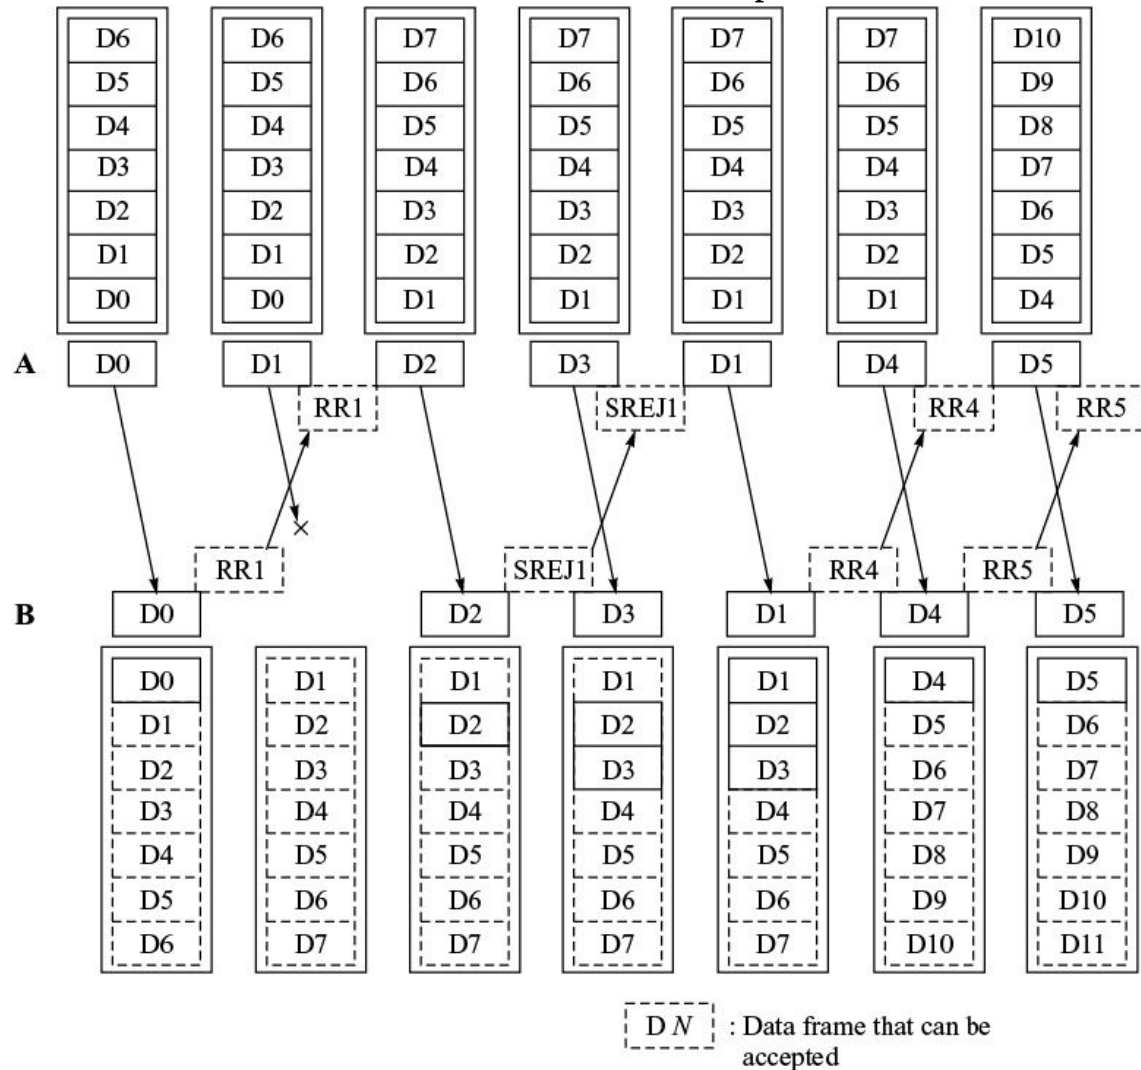 D6 D6 D7 D7 D7 D7 D10
D5 D5 D6 D6 D6 D6 D9
D4 D4 D5 D5 D5 D5 D8
D3 D3 D4 D4 D4 D4 D7
D2 D2 D3 D3 D3 D3 D6
D1 D1 D2 D2 D2 D2 D5
D0 D0 D1 D1 D1 D1 D4
A D0 D1 D2 D3 D1 D4 D5
RR1 SREJ1 RR4 RR5
×
RR1 SREJ1 RR4 RR5
B D0 D2 D3 D1 D4 D5
D0 D1 D1 D1 D1 D4 D5
D1 D2 D2 D2 D2 D5 D6
D2 D3 D3 D3 D3 D6 D7
D3 D4 D4 D4 D4 D7 D8
D4 D5 D5 D5 D5 D8 D9
D5 D6 D6 D6 D6 D9 D10
D6 D7 D7 D7 D7 D10 D11
D N : Data frame that can be
accepted